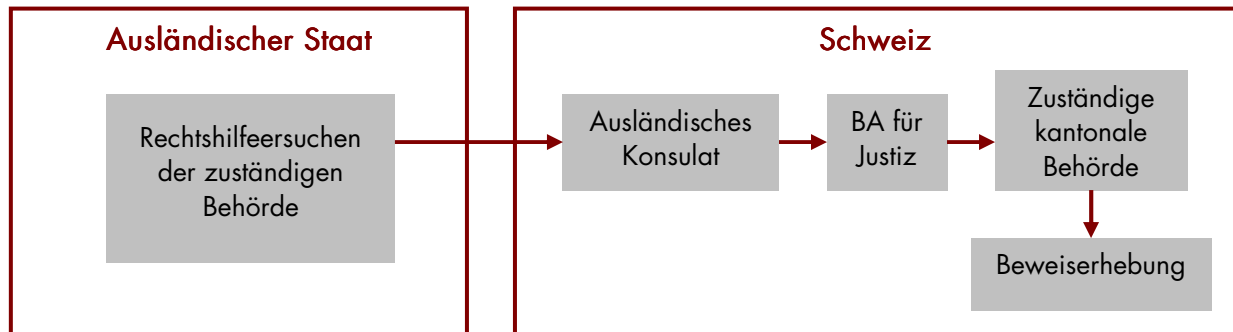 Ausländischer Staat
Schweiz
Rechtshilfeersuchen
der zuständigen
Behörde
Ausländisches
Konsulat
BA für
Justiz
Zuständige
kantonale
Behörde
Beweiserhebung